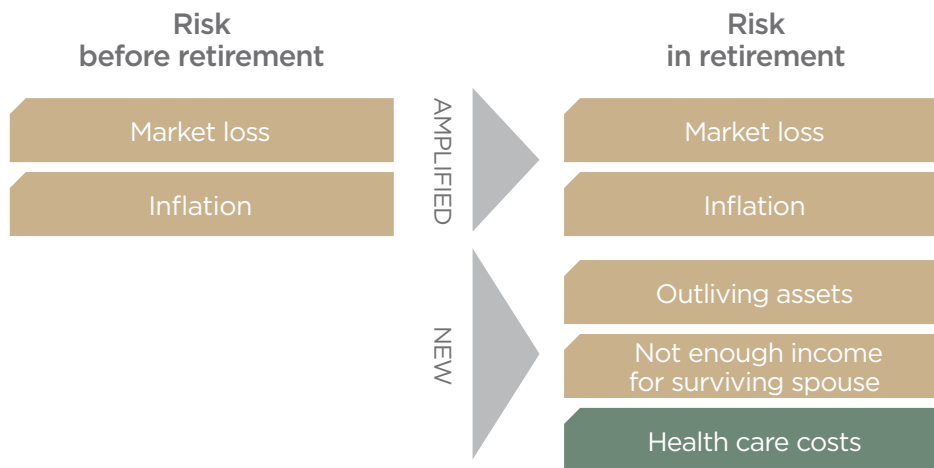 Risk
before retirement
Risk
in retirement
Market loss
Inflation
AMPLIFIED
Market loss
Inflation
NEW
Outliving assets
Not enough income
for surviving spouse
Health care costs